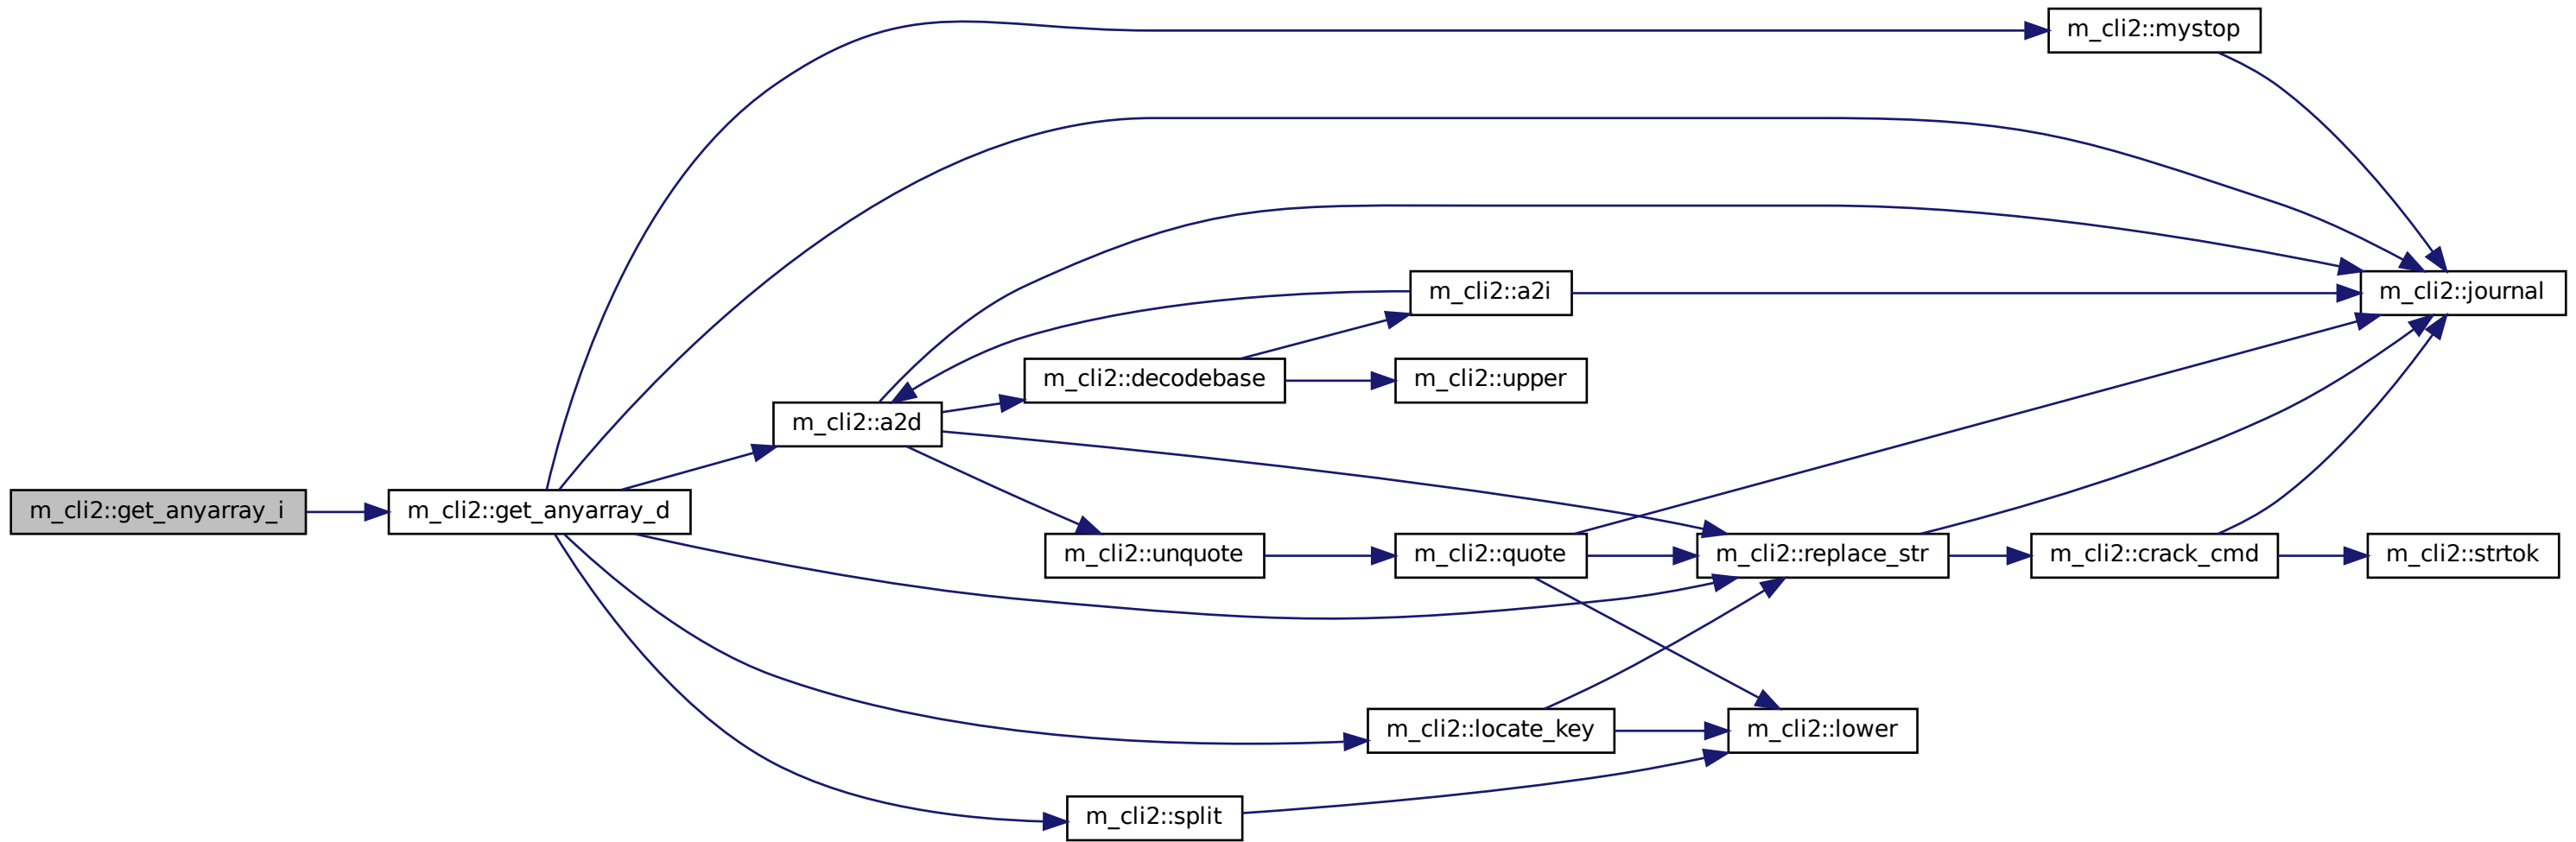 m_cli2::mystop
m_cli2::journal
m_cli2::a2i
m_cli2::decodebase
m_cli2::upper
m_cli2::a2d
m_cli2::get_anyarray_i
m_cli2::get_anyarray_d
m_cli2::unquote
m_cli2::quote
m_cli2::replace_str
m_cli2::crack_cmd
m_cli2::strtok
m_cli2::locate_key
m_cli2::lower
m_cli2::split